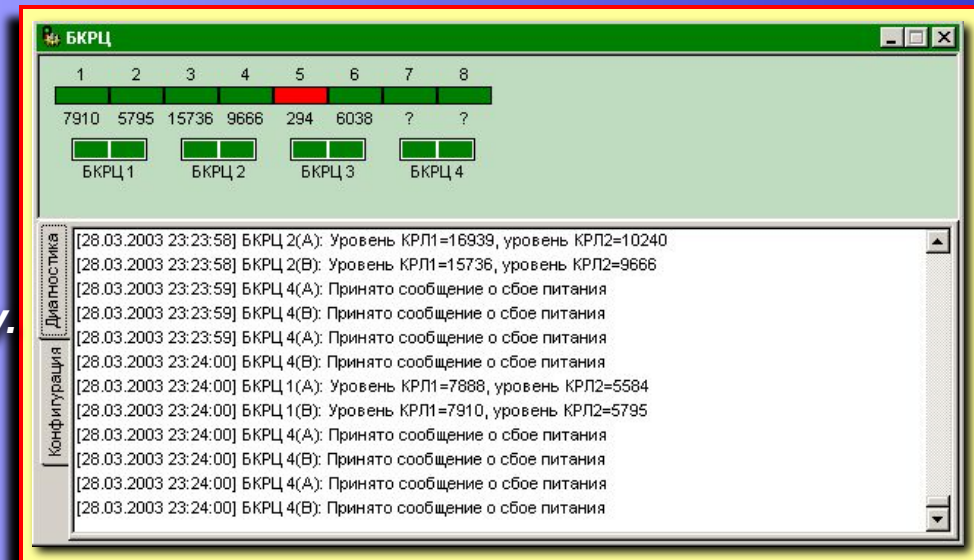 БКРЦ
1 2 3 4 5 6 7 8
7910 5795 15736 9666 294 6038 ? ?
БКРЦ 1 БКРЦ 2 БКРЦ 3 БКРЦ 4
Диагностика
Конфигурация
[28.03.2003 23:23:58] БКРЦ 2(A): Уровень КРЛ1=16939, уровень КРЛ2=10240
[28.03.2003 23:23:58] БКРЦ 2(B): Уровень КРЛ1=15736, уровень КРЛ2=9666
[28.03.2003 23:23:59] БКРЦ 4(A): Принято сообщение о сбое питания
[28.03.2003 23:23:59] БКРЦ 4(B): Принято сообщение о сбое питания
[28.03.2003 23:23:59] БКРЦ 4(A): Принято сообщение о сбое питания
[28.03.2003 23:24:00] БКРЦ 4(B): Принято сообщение о сбое питания
[28.03.2003 23:24:00] БКРЦ 1(A): Уровень КРЛ1=7888, уровень КРЛ2=5584
[28.03.2003 23:24:00] БКРЦ 1(B): Уровень КРЛ1=7910, уровень КРЛ2=5795
[28.03.2003 23:24:00] БКРЦ 4(A): Принято сообщение о сбое питания
[28.03.2003 23:24:00] БКРЦ 4(B): Принято сообщение о сбое питания
[28.03.2003 23:24:00] БКРЦ 4(A): Принято сообщение о сбое питания
[28.03.2003 23:24:00] БКРЦ 4(B): Принято сообщение о сбое питания